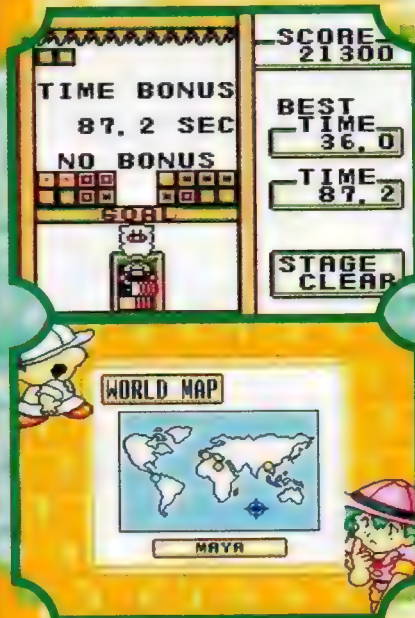 SCORE
21300
TIME BONUS
87.2 SEC
NO BONUS
GOAL
BEST
TIME
36.0
TIME
87.2
STAGE
CLEAR
WORLD MAP
MAYA